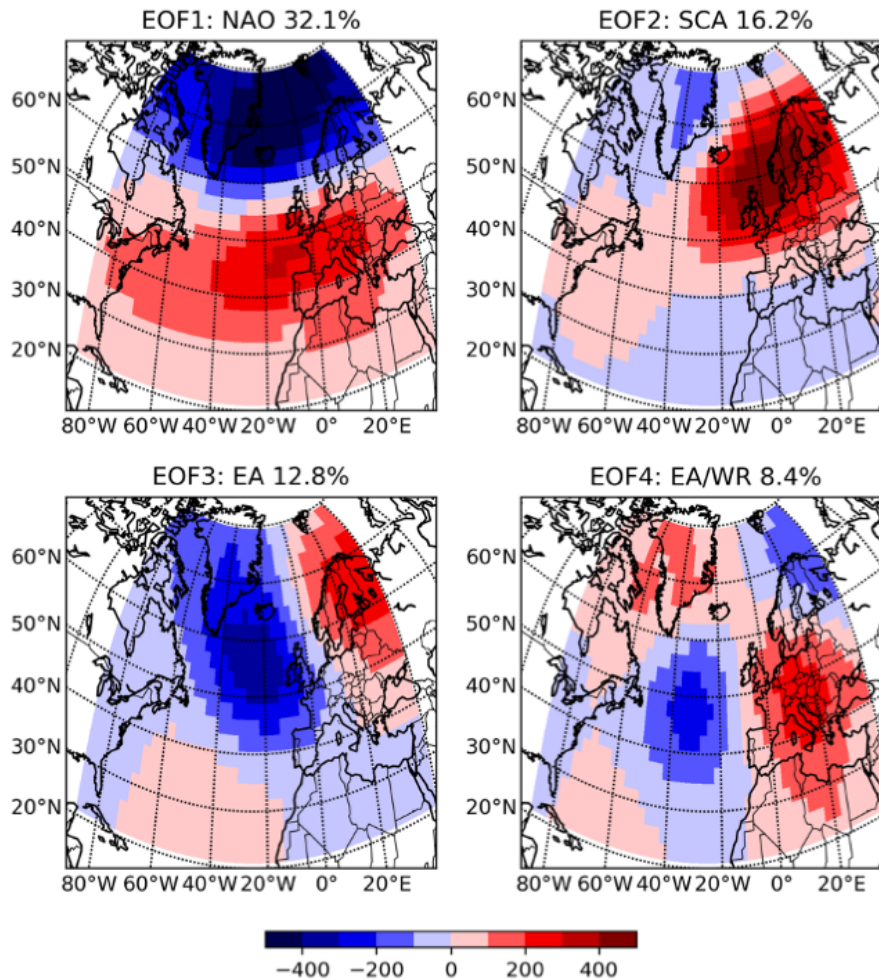 EOF1: NAO 32.1%
60°N
50°N
40°N
30°N
20°N
80°W 60°W 40°W 20°W 0° 20°E
EOF2: SCA 16.2%
60°N
50°N
40°N
30°N
20°N
80°W 60°W 40°W 20°W 0° 20°E
EOF3: EA 12.8%
60°N
50°N
40°N
30°N
20°N
80°W 60°W 40°W 20°W 0° 20°E
EOF4: EA/WR 8.4%
60°N
50°N
40°N
30°N
20°N
80°W 60°W 40°W 20°W 0° 20°E
−400 −200 0 200 400